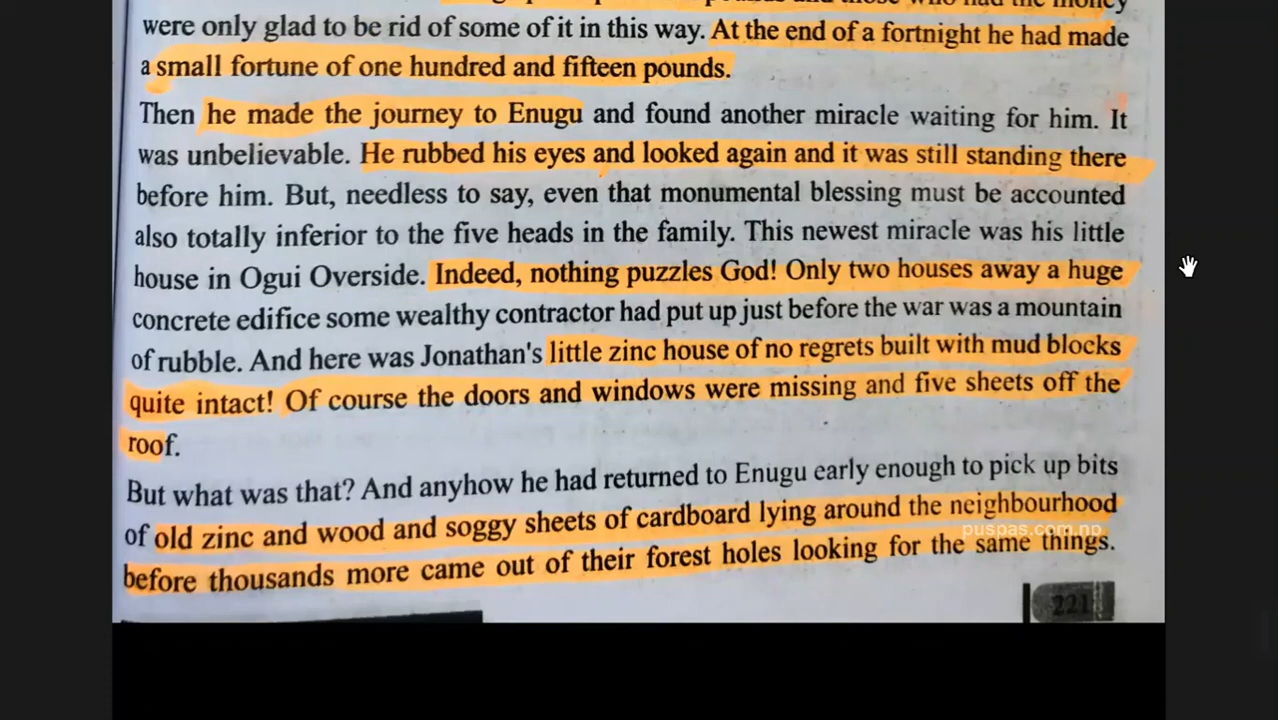 were only glad to be rid of some of it in this way. At the end of a fortnight he had made
a small fortune of one hundred and fifteen pounds.
Then he made the journey to Enugu and found another miracle waiting for him. It
was unbelievable. He rubbed his eyes and looked again and it was still standing there
before him. But, needless to say, even that monumental blessing must be accounted
also totally inferior to the five heads in the family. This newest miracle was his little
house in Ogui Overside. Indeed, nothing puzzles God! Only two houses away a huge
concrete edifice some wealthy contractor had put up just before the war was a mountain
of rubble. And here was Jonathan's little zinc house of no regrets built with mud blocks
quite intact! Of course the doors and windows were missing and five sheets off the
roof.
But what was that? And anyhow he had returned to Enugu early enough to pick up bits
of old zinc and wood and soggy sheets of cardboard lying around the neighbourhood
puspas.com.np
before thousands more came out of their forest holes looking for the same things.
221